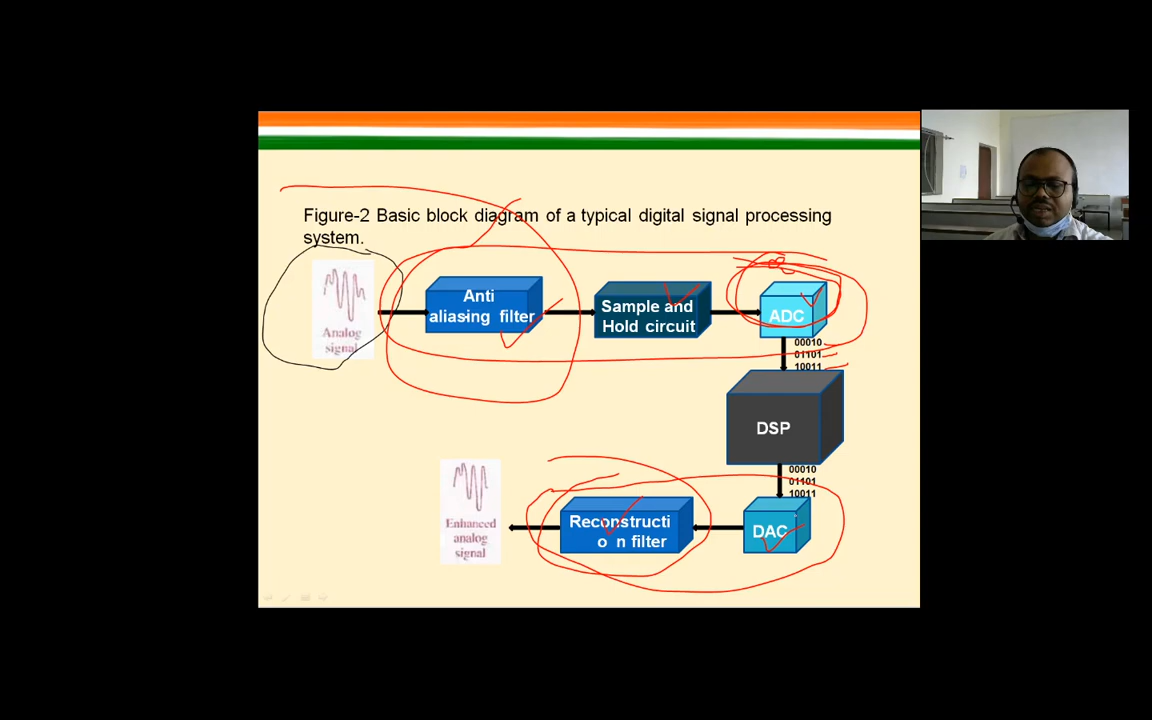 Figure-2 Basic block diagram of a typical digital signal processing
system.
Analog
signal
Anti
aliasing filter
Sample and
Hold circuit
ADC
00010
01101
10011
DSP
00010
01101
10011
DAC
Reconstructi
o n filter
Enhanced
analog
signal